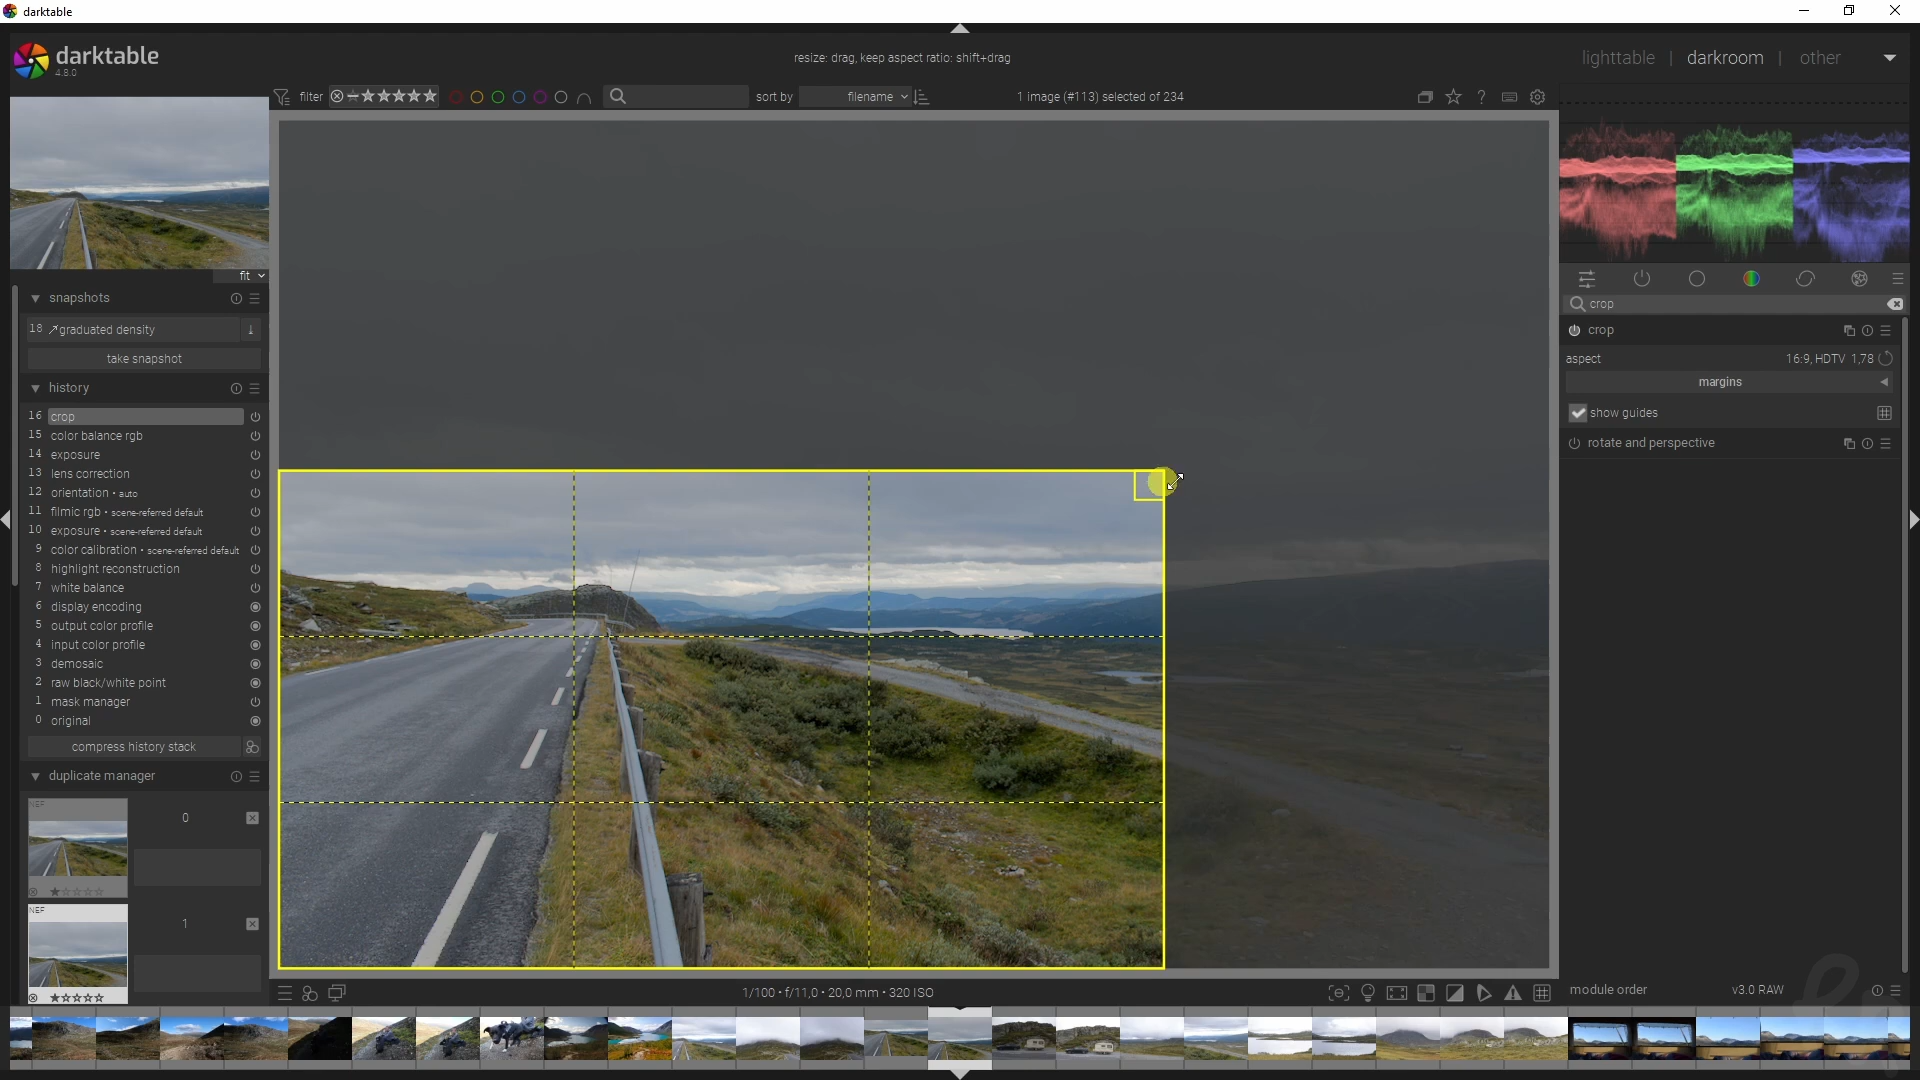 darktable
darktable
4.8.0
resize: drag, keep aspect ratio: shift+drag
lighttable | darkroom | other
filter
sort by filename
1 image (#113) selected of 234
fit
snapshots
18 graduated density
take snapshot
history
16 crop
15 color balance rgb
14 exposure
13 lens correction
12 orientation • auto
11 filmic rgb • scene-referred default
10 exposure • scene-referred default
9 color calibration • scene-referred default
8 highlight reconstruction
7 white balance
6 display encoding
5 output color profile
4 input color profile
3 demosaic
2 raw black/white point
1 mask manager
0 original
compress history stack
duplicate manager
NEF
0
NEF
1
crop
crop
aspect 16:9, HDTV 1,78
margins
show guides
rotate and perspective
1/100 • f/11,0 • 20,0 mm • 320 ISO
module order v3.0 RAW